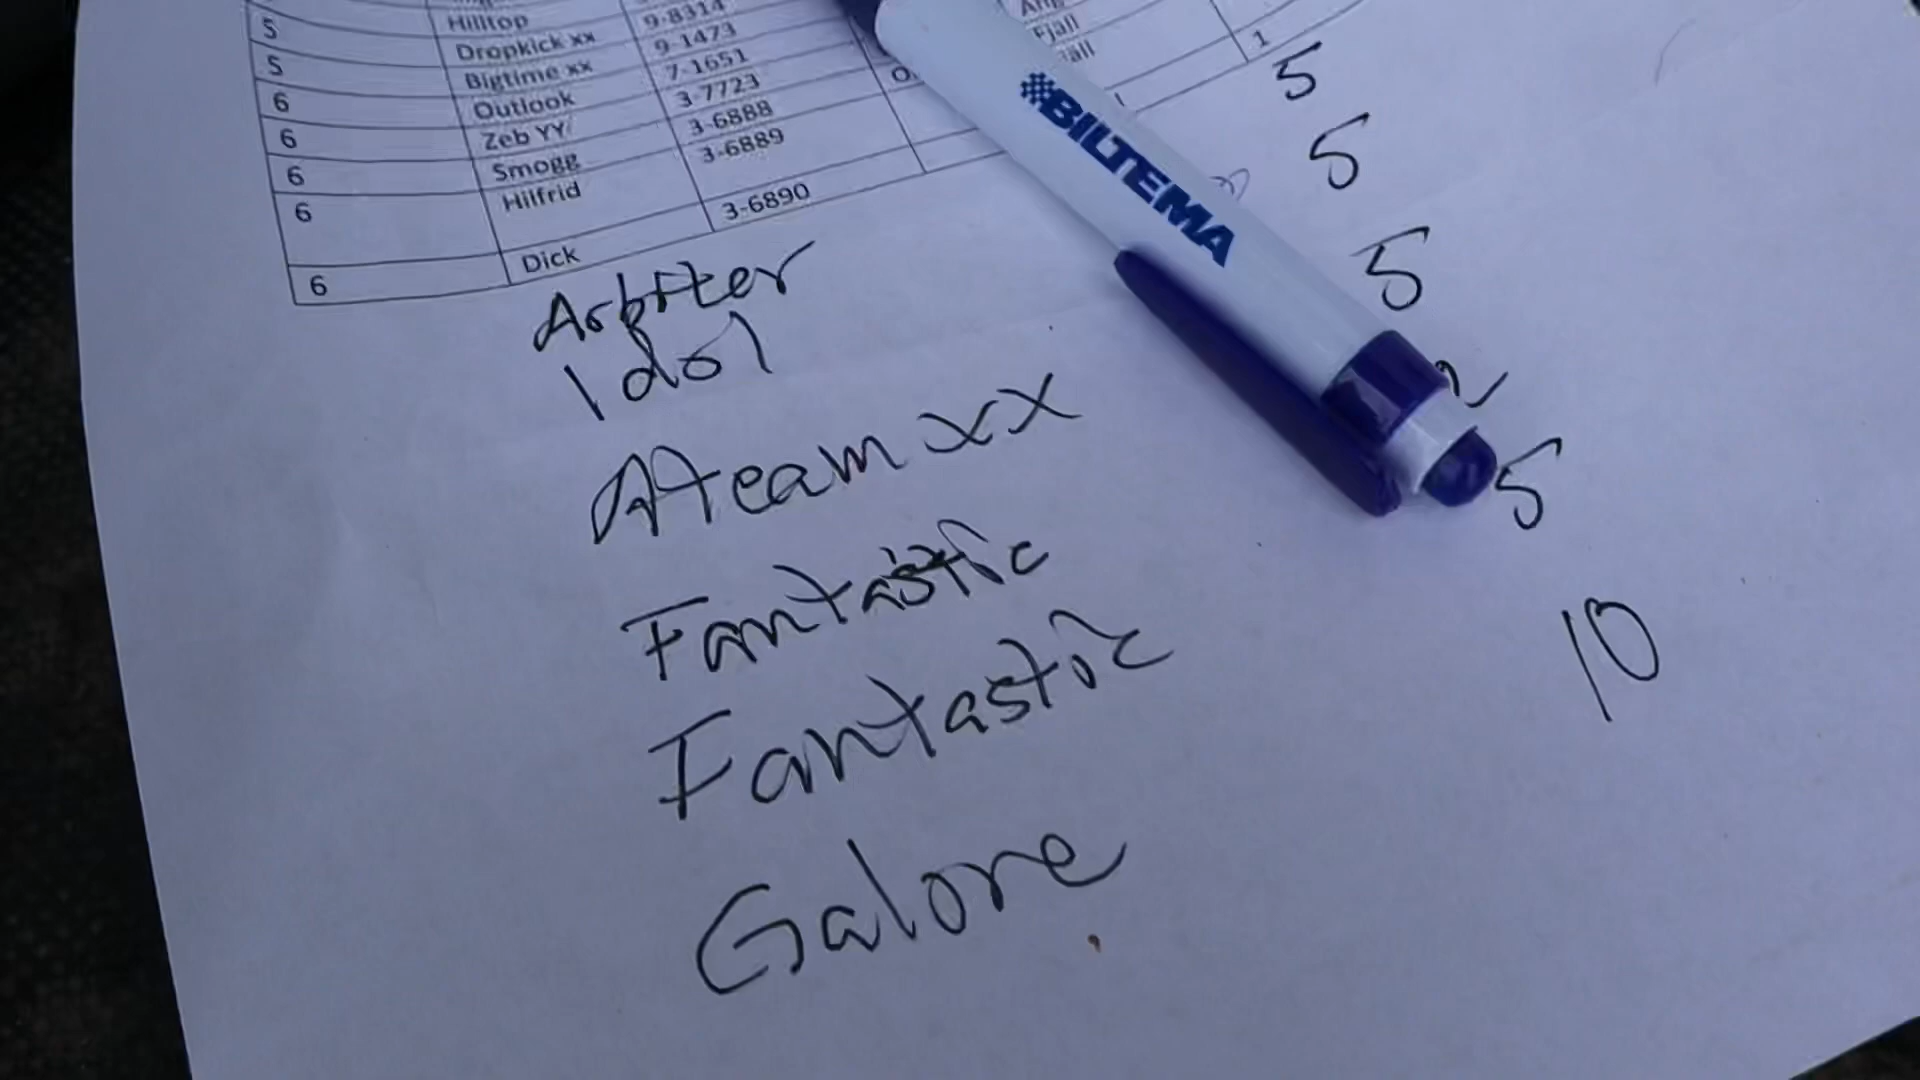 5 Hilltop 9-8314
5 Dropkick xx 9-1473
6 Bigtime xx 7-1651
6 Outlook 3-7723
6 Zeb YY 3-6888
6 Smogg 3-6889
Hilfrid 3-6890
6 Dick
Fjäll
1
BILTEMA
Arbiter 5
Idol 5
Ateam xx 5
Fantastic 5
Fantastic 10
Galore